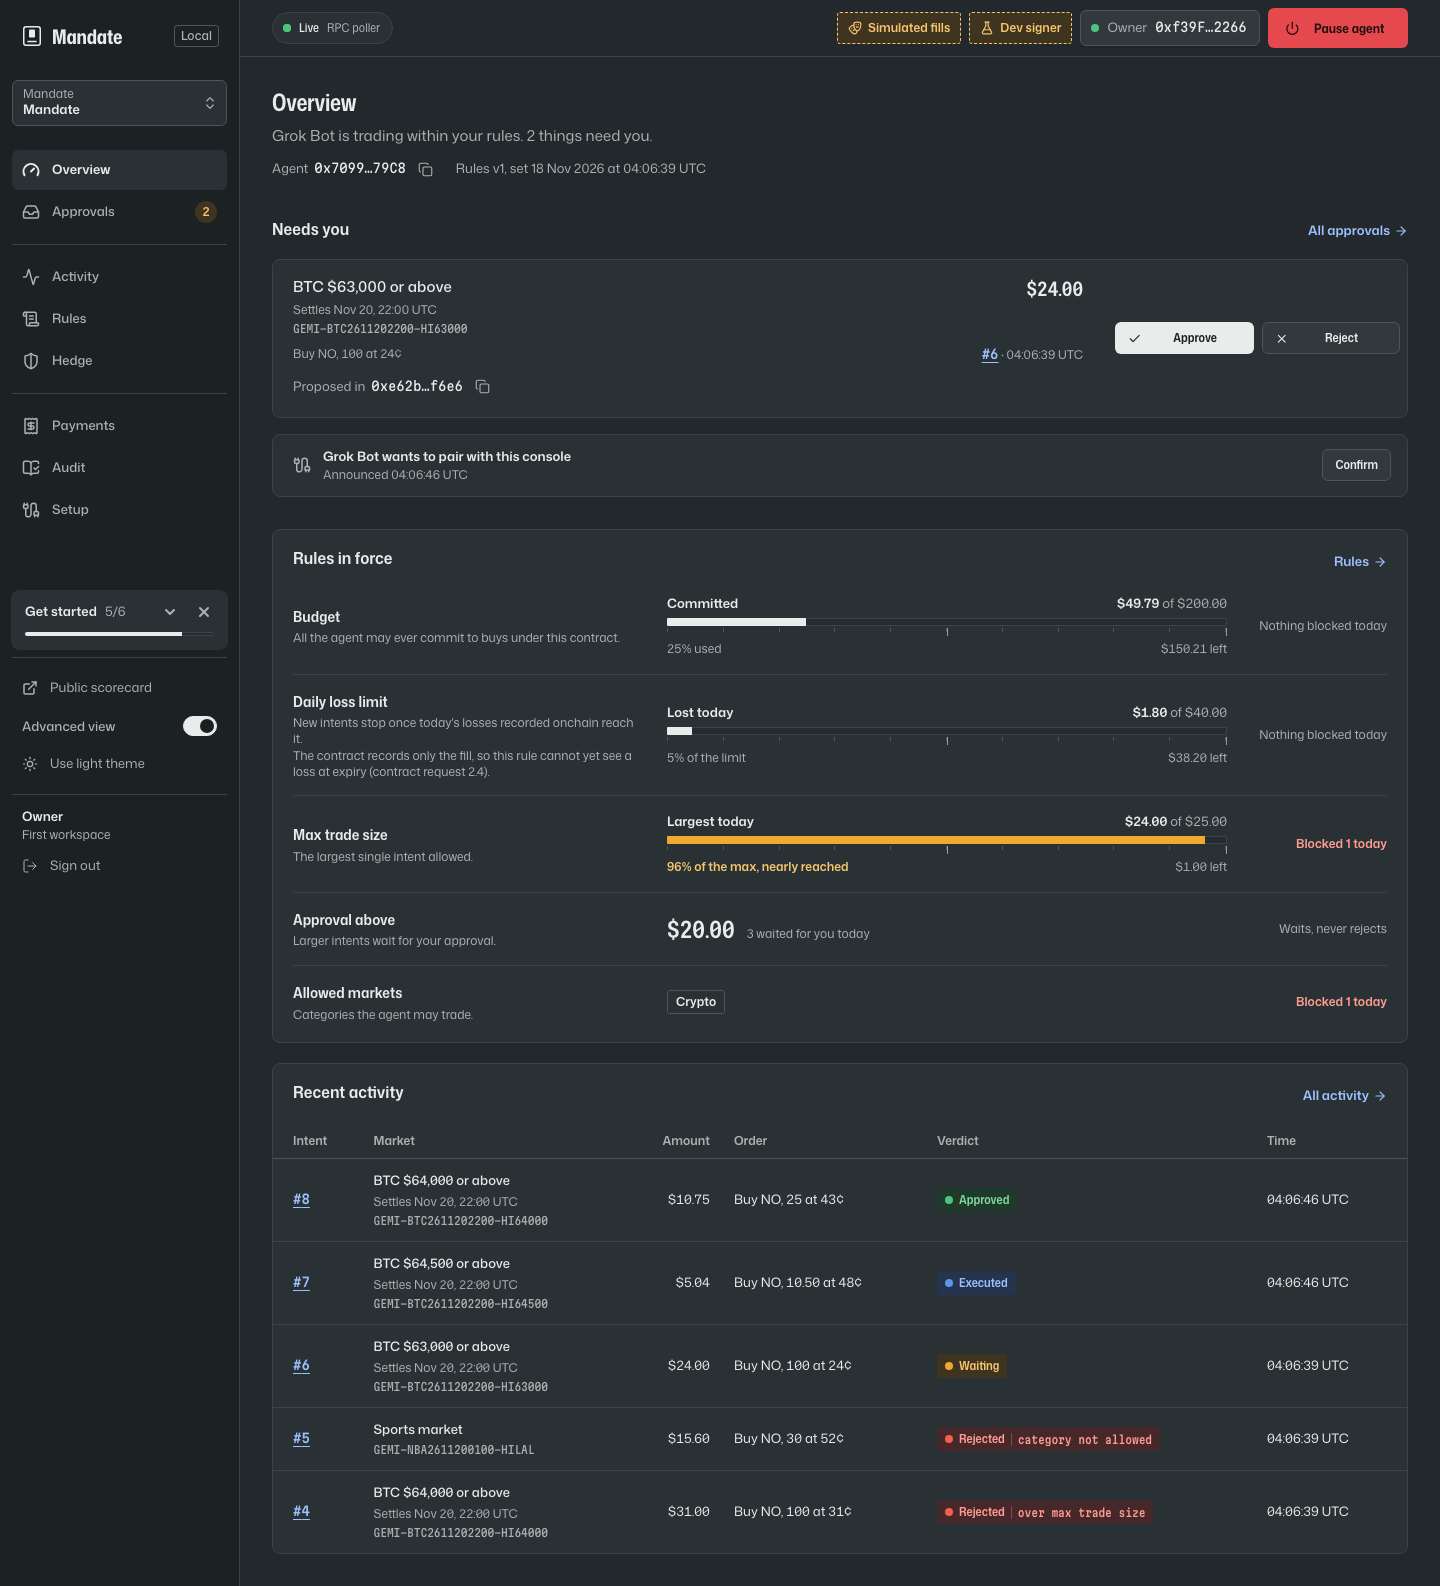 Mandate
Local
Mandate
Mandate
Overview
Approvals
2
Activity
Rules
Hedge
Payments
Audit
Setup
Get started 5/6
Public scorecard
Advanced view
Use light theme
Owner
First workspace
Sign out
Live RPC poller
Simulated fills
Dev signer
Owner 0xf39F…2266
Pause agent
Overview
Grok Bot is trading within your rules. 2 things need you.
Agent 0x7099…79C8 Rules v1, set 18 Nov 2026 at 04:06:39 UTC
Needs you
All approvals
BTC $63,000 or above
Settles Nov 20, 22:00 UTC
GEMI-BTC2611202200-HI63000
Buy NO, 100 at 24¢
Proposed in 0xe62b…f6e6
$24.00
#6 · 04:06:39 UTC
Approve
Reject
Grok Bot wants to pair with this console
Announced 04:06:46 UTC
Confirm
Rules in force
Rules
Budget
All the agent may ever commit to buys under this contract.
Committed
$49.79 of $200.00
25% used
$150.21 left
Nothing blocked today
Daily loss limit
New intents stop once today's losses recorded onchain reach
it.
The contract records only the fill, so this rule cannot yet see a
loss at expiry (contract request 2.4).
Lost today
$1.80 of $40.00
5% of the limit
$38.20 left
Nothing blocked today
Max trade size
The largest single intent allowed.
Largest today
$24.00 of $25.00
96% of the max, nearly reached
$1.00 left
Blocked 1 today
Approval above
Larger intents wait for your approval.
$20.00 3 waited for you today
Waits, never rejects
Allowed markets
Categories the agent may trade.
Crypto
Blocked 1 today
Recent activity
All activity
Intent Market Amount Order Verdict Time
#8
BTC $64,000 or above
Settles Nov 20, 22:00 UTC
GEMI-BTC2611202200-HI64000
$10.75
Buy NO, 25 at 43¢
Approved
04:06:46 UTC
#7
BTC $64,500 or above
Settles Nov 20, 22:00 UTC
GEMI-BTC2611202200-HI64500
$5.04
Buy NO, 10.50 at 48¢
Executed
04:06:46 UTC
#6
BTC $63,000 or above
Settles Nov 20, 22:00 UTC
GEMI-BTC2611202200-HI63000
$24.00
Buy NO, 100 at 24¢
Waiting
04:06:39 UTC
#5
Sports market
GEMI-NBA2611200100-HILAL
$15.60
Buy NO, 30 at 52¢
Rejected category not allowed
04:06:39 UTC
#4
BTC $64,000 or above
Settles Nov 20, 22:00 UTC
GEMI-BTC2611202200-HI64000
$31.00
Buy NO, 100 at 31¢
Rejected over max trade size
04:06:39 UTC